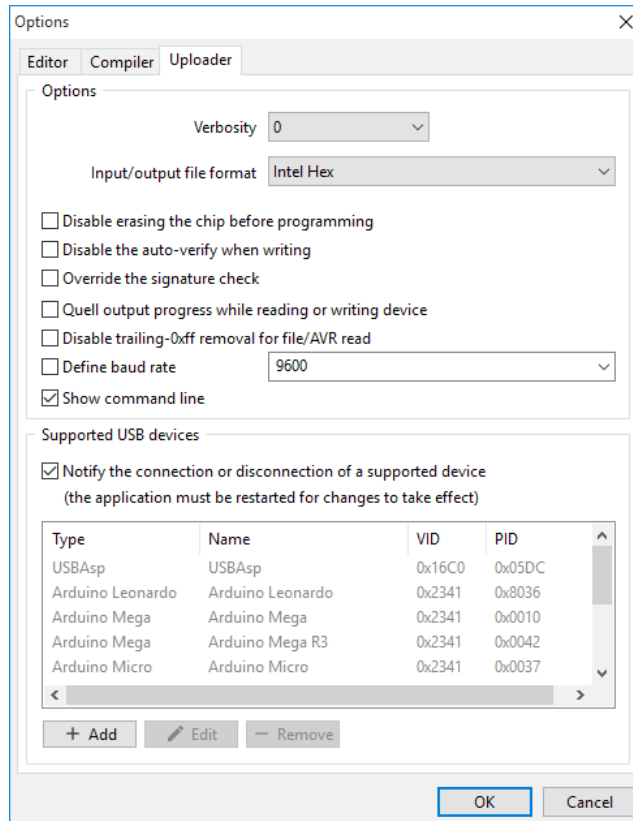 Options
Editor Compiler Uploader
Options
Verbosity 0
Input/output file format Intel Hex
Disable erasing the chip before programming
Disable the auto-verify when writing
Override the signature check
Quell output progress while reading or writing device
Disable trailing-0xff removal for file/AVR read
Define baud rate 9600
Show command line
Supported USB devices
Notify the connection or disconnection of a supported device
(the application must be restarted for changes to take effect)
Type Name VID PID
USBAsp USBAsp 0x16C0 0x05DC
Arduino Leonardo Arduino Leonardo 0x2341 0x8036
Arduino Mega Arduino Mega 0x2341 0x0010
Arduino Mega Arduino Mega R3 0x2341 0x0042
Arduino Micro Arduino Micro 0x2341 0x0037
+ Add Edit − Remove
OK Cancel